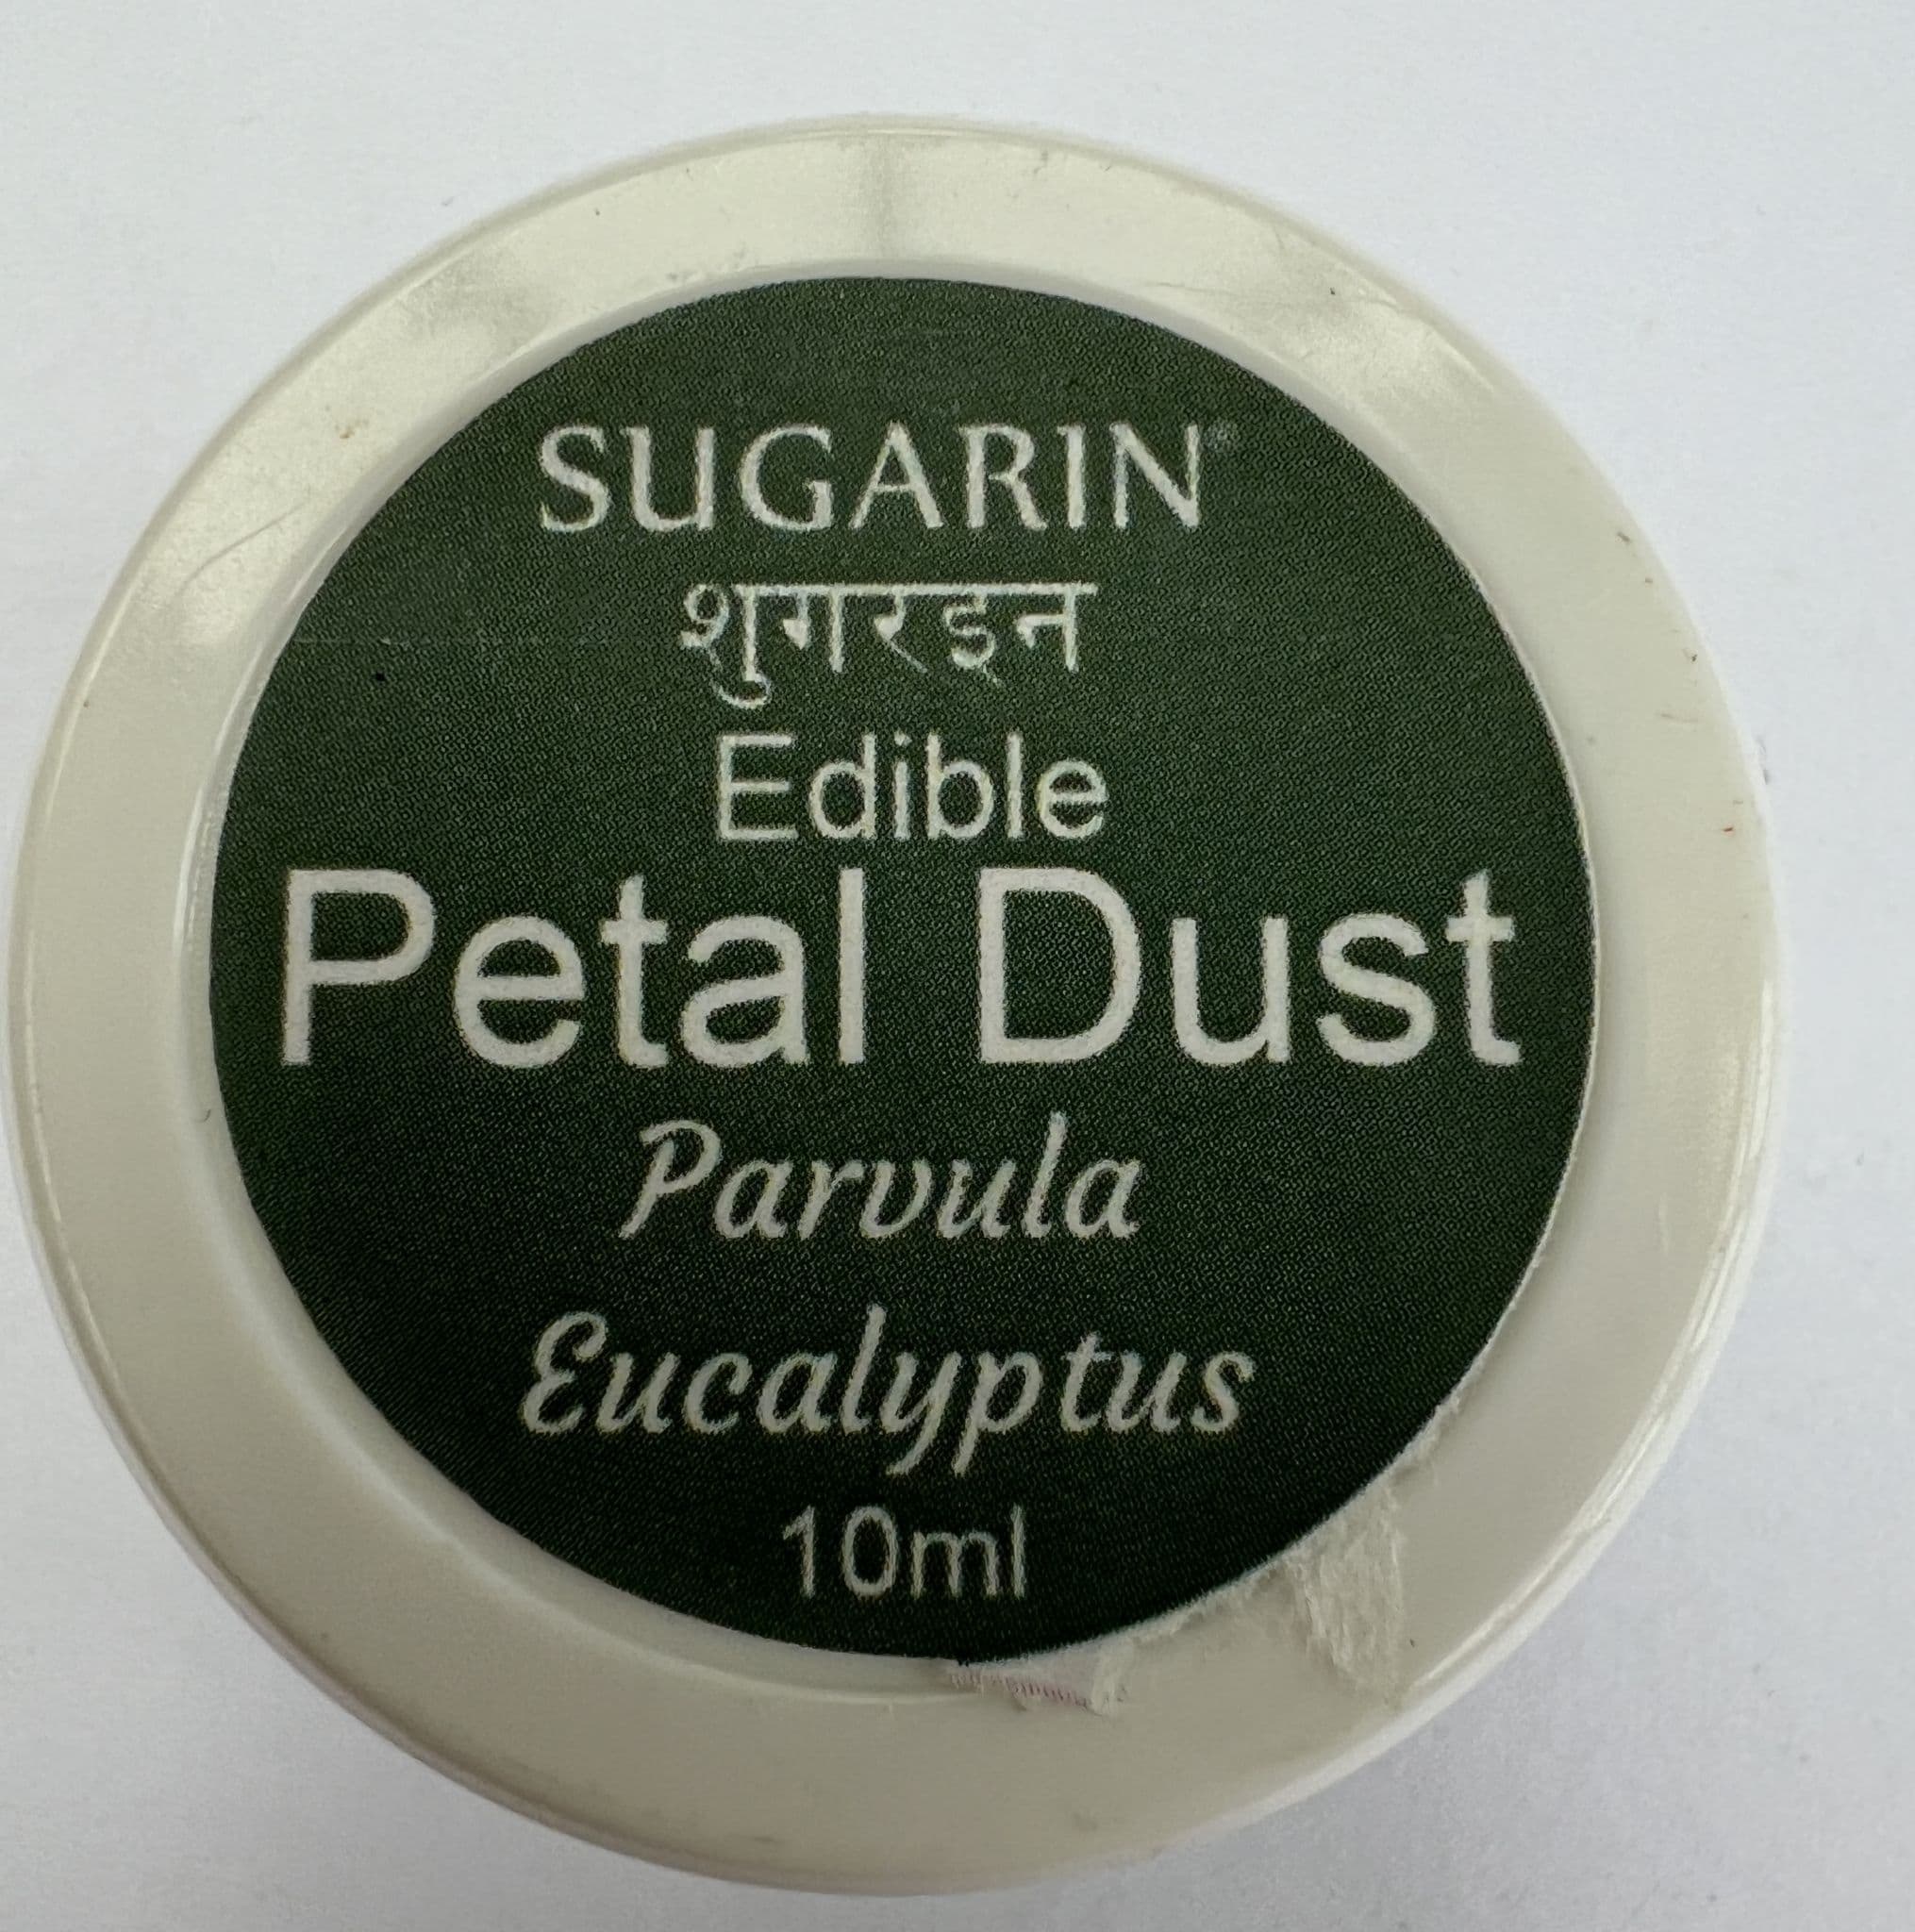 SUGARIN®
शुगरइन
Edible
Petal Dust
Parvula
Eucalyptus
10ml